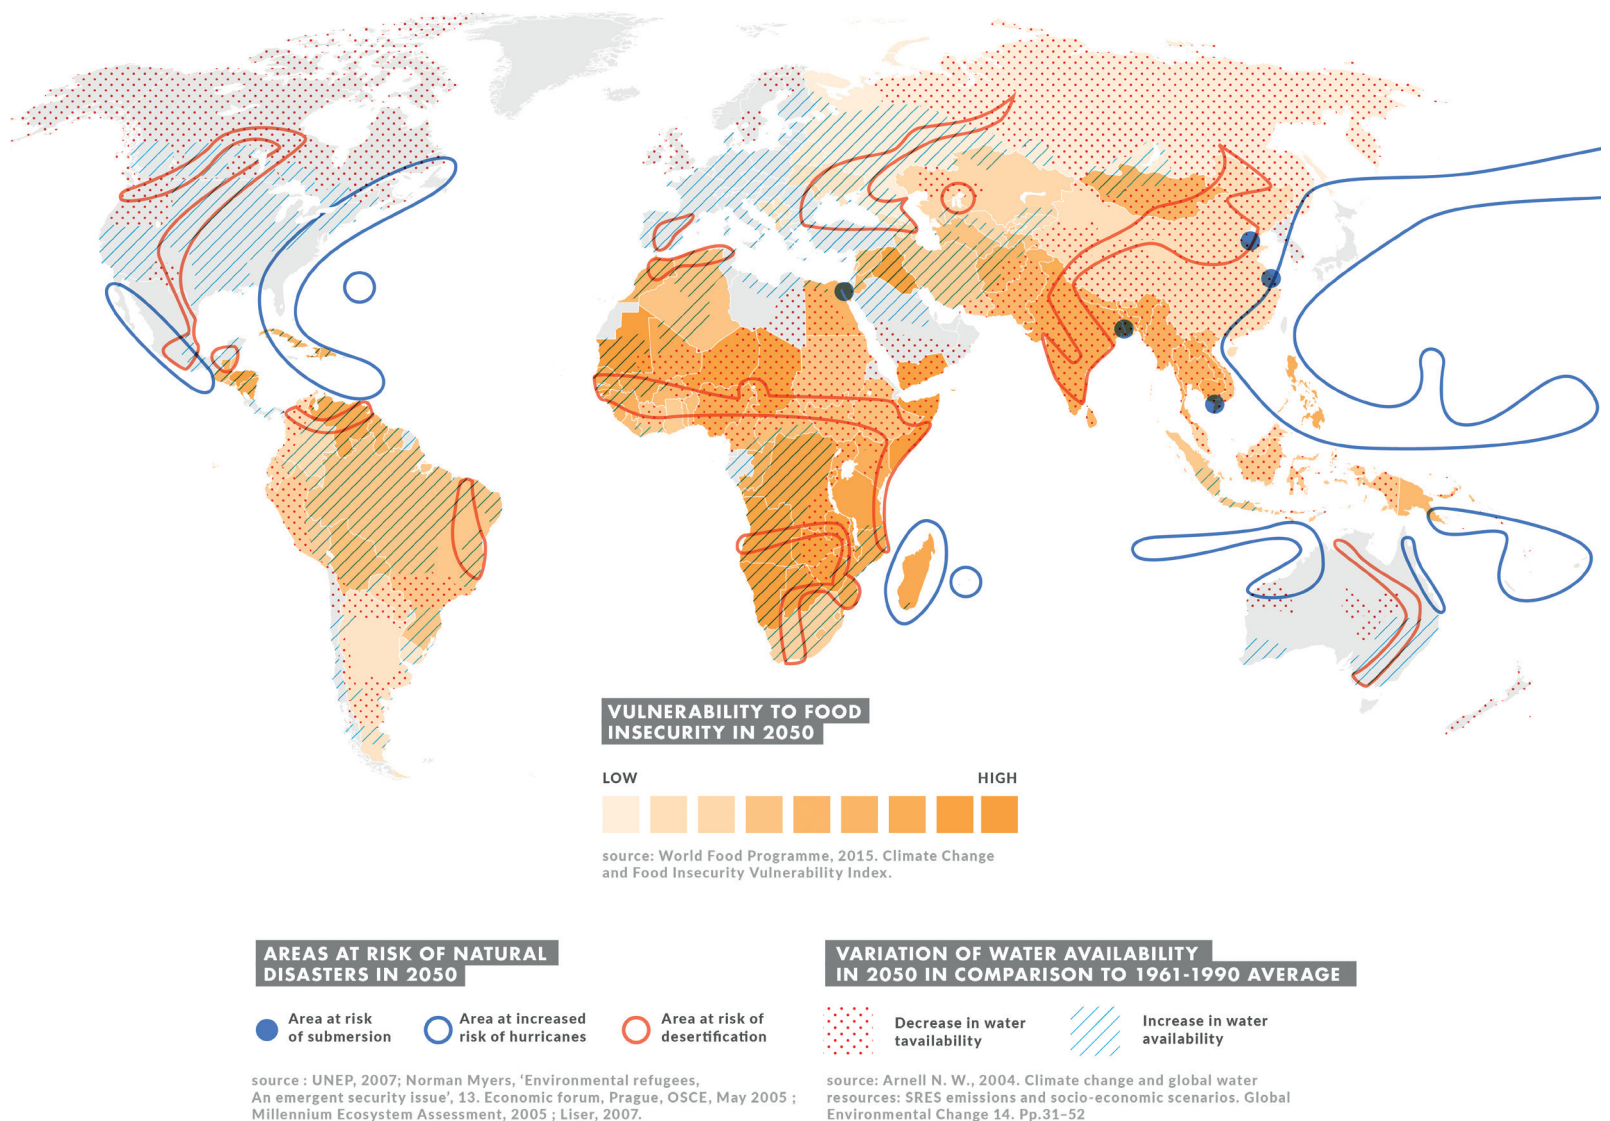 VULNERABILITY TO FOOD
INSECURITY IN 2050
LOW
HIGH
source: World Food Programme, 2015. Climate Change
and Food Insecurity Vulnerability Index.
AREAS AT RISK OF NATURAL
DISASTERS IN 2050
Area at risk
of submersion
Area at increased
risk of hurricanes
Area at risk of
desertification
source : UNEP, 2007; Norman Myers, ‘Environmental refugees,
An emergent security issue’, 13. Economic forum, Prague, OSCE, May 2005 ;
Millennium Ecosystem Assessment, 2005 ; Liser, 2007.
VARIATION OF WATER AVAILABILITY
IN 2050 IN COMPARISON TO 1961-1990 AVERAGE
Decrease in water
tavailability
Increase in water
availability
source: Arnell N. W., 2004. Climate change and global water
resources: SRES emissions and socio-economic scenarios. Global
Environmental Change 14. Pp.31–52